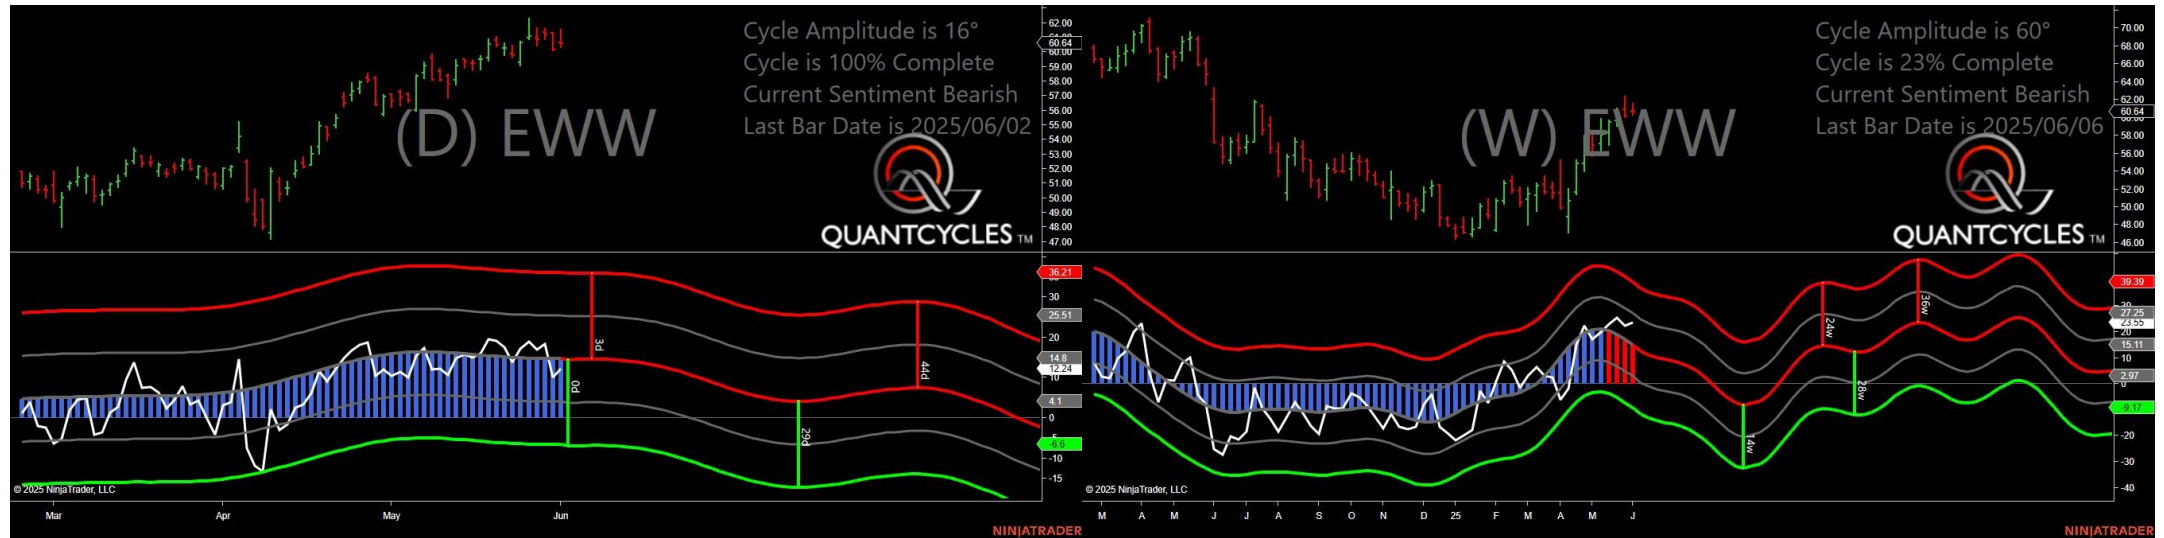 Cycle Amplitude is 16°
Cycle is 100% Complete
Current Sentiment Bearish
Last Bar Date is 2025/06/02
(D) EWW
QUANTCYCLES TM
62.00
60.64
60.00
59.00
58.00
57.00
56.00
55.00
54.00
53.00
52.00
51.00
50.00
49.00
48.00
47.00
36.21
30
25.51
20
14.8
12.24
10
4.1
0
-6.6
-10
-15
3d
0d
29d
44d
© 2025 NinjaTrader, LLC
Mar Apr May Jun
NINJATRADER
Cycle Amplitude is 60°
Cycle is 23% Complete
Current Sentiment Bearish
Last Bar Date is 2025/06/06
(W) EWW
QUANTCYCLES TM
70.00
68.00
66.00
64.00
62.00
60.64
58.00
56.00
54.00
52.00
50.00
48.00
46.00
39.39
27.25
23.55
20
15.11
10
2.97
0
-9.17
-20
-30
-40
14w
24w
28w
36w
© 2025 NinjaTrader, LLC
M A M J J A S O N D 25 F M A M J
NINJATRADER